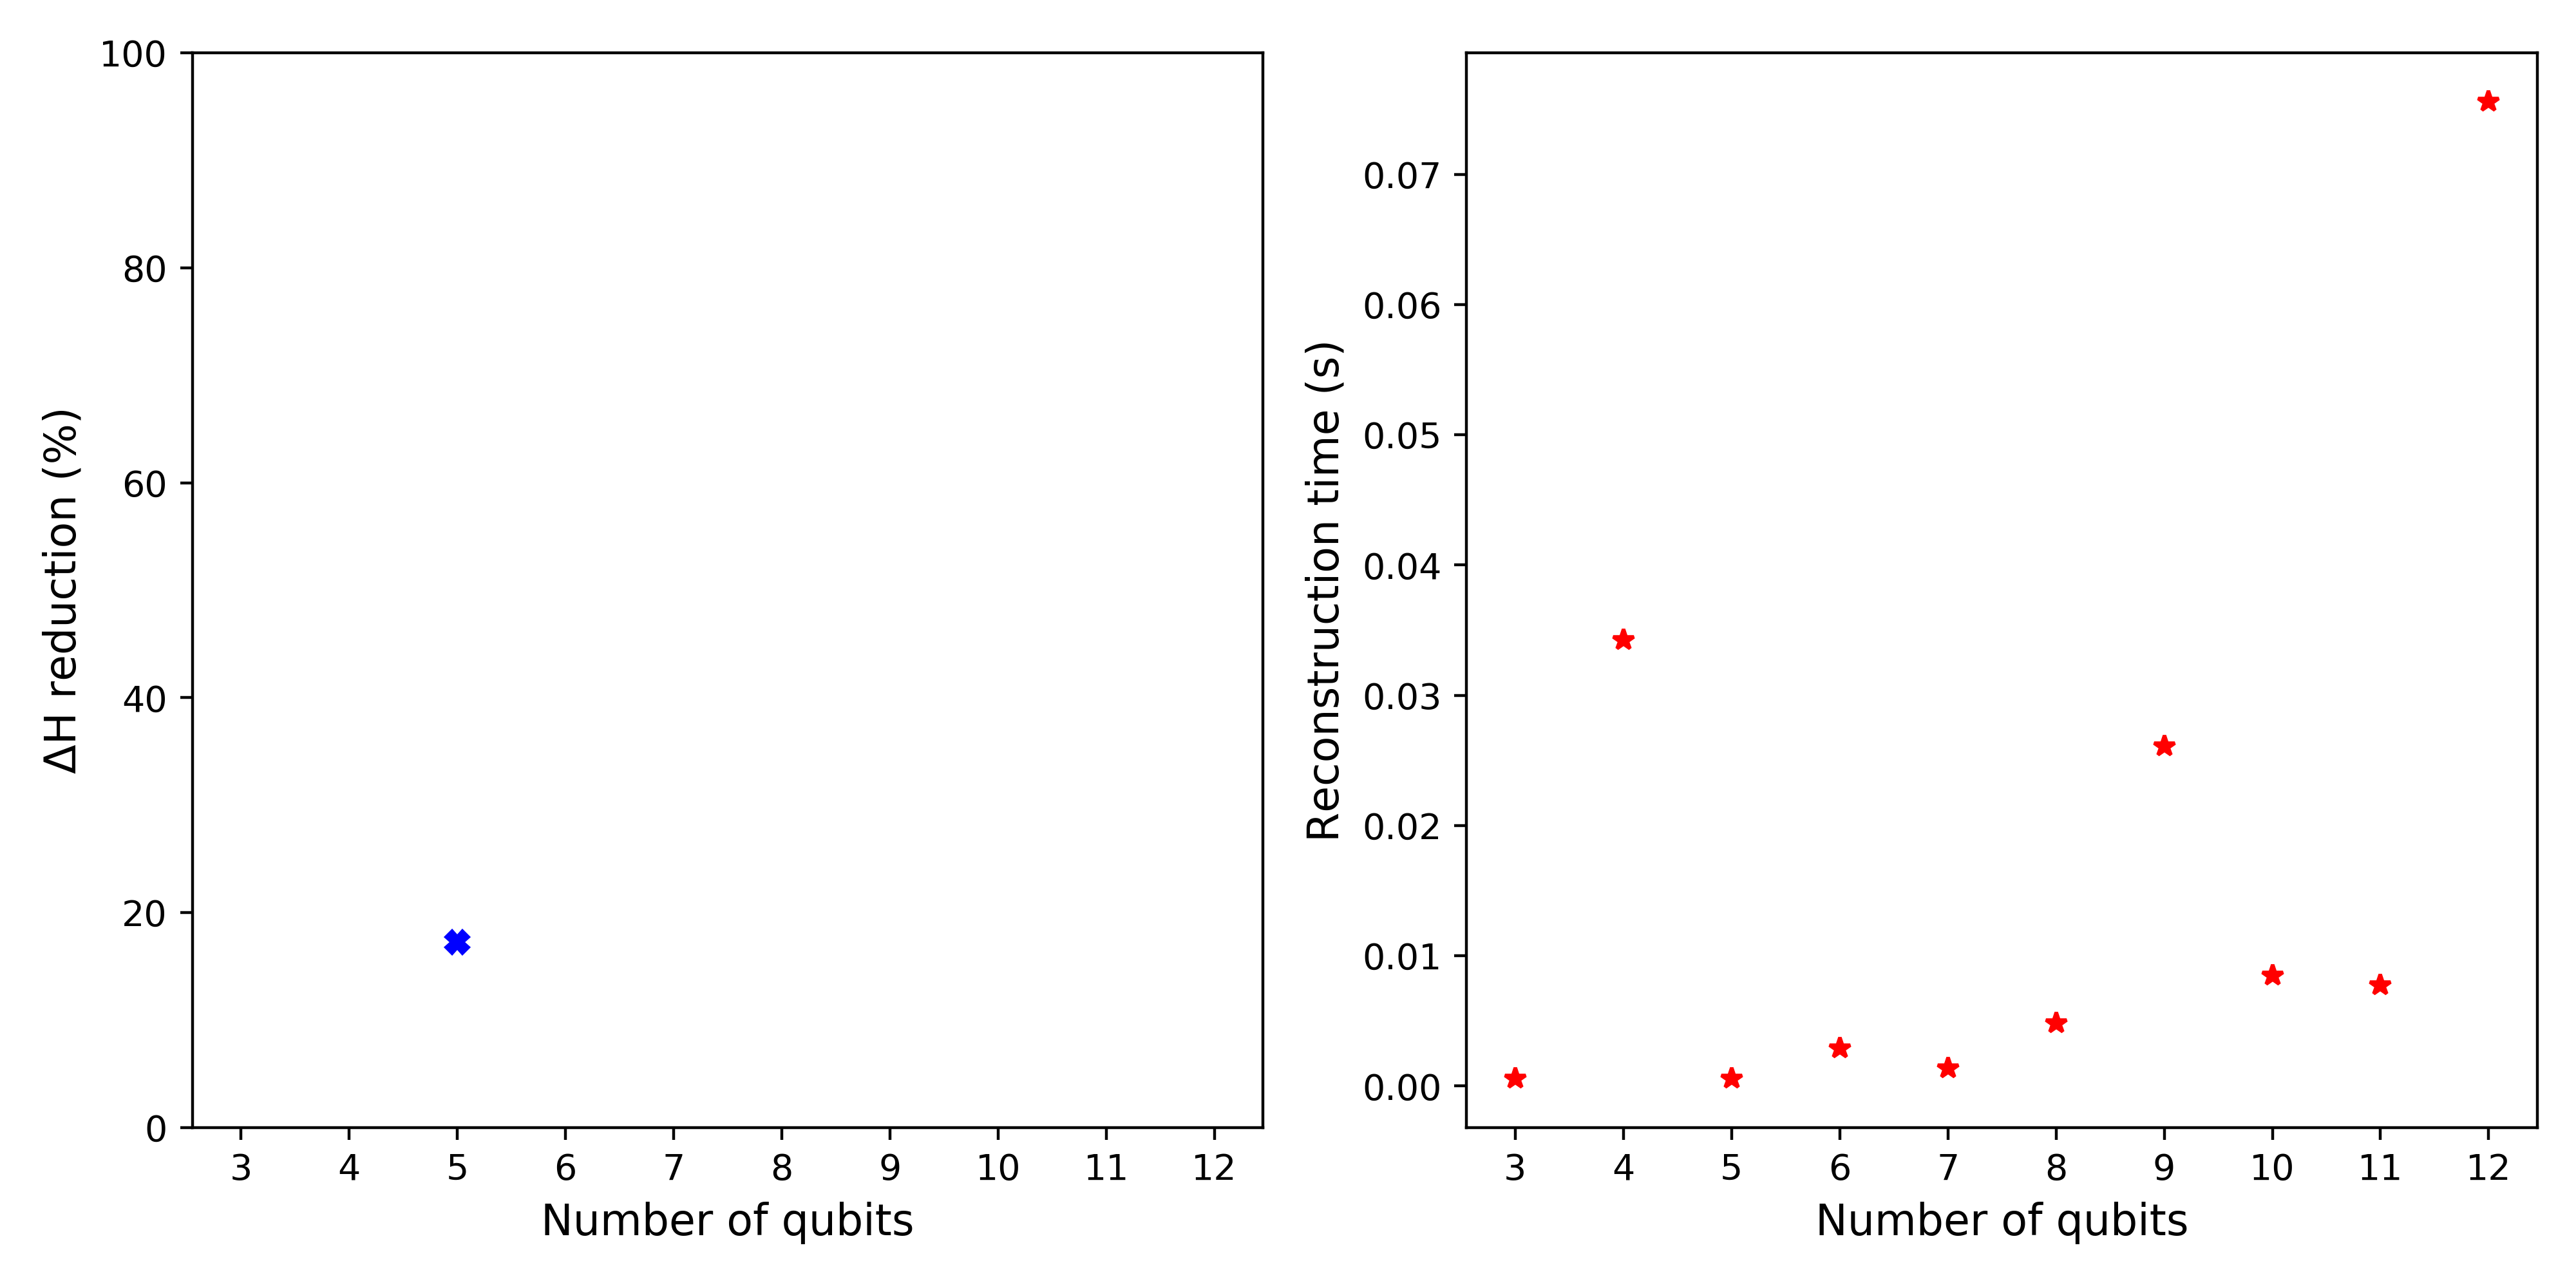 100
80
60
40
20
0
ΔH reduction (%)
3 4 5 6 7 8 9 10 11 12
Number of qubits
0.07
0.06
0.05
0.04
0.03
0.02
0.01
0.00
Reconstruction time (s)
3 4 5 6 7 8 9 10 11 12
Number of qubits